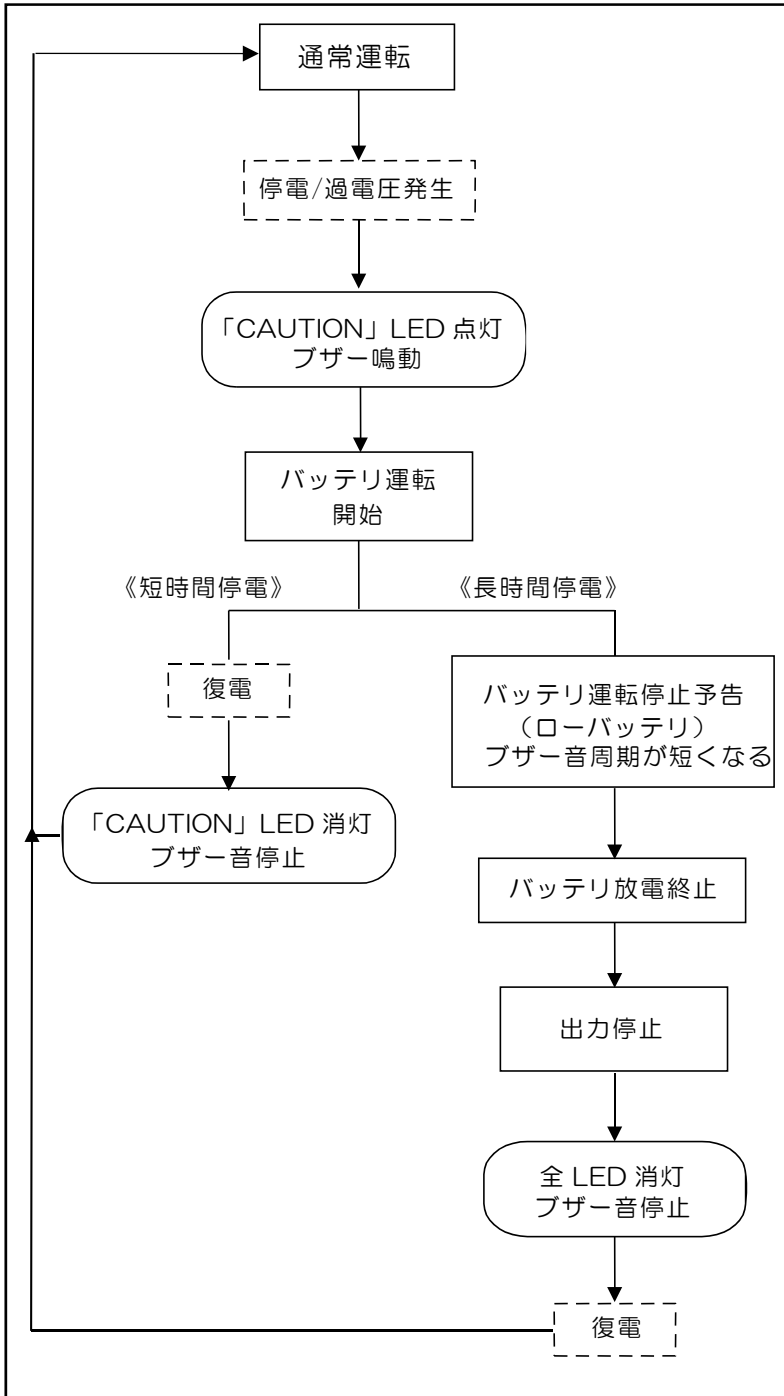 通常運転
停電/過電圧発生
「CAUTION」LED 点灯
ブザー鳴動
バッテリ運転
開始
《短時間停電》
《長時間停電》
復電
「CAUTION」LED 消灯
ブザー音停止
バッテリ運転停止予告
（ローバッテリ）
ブザー音周期が短くなる
バッテリ放電終止
出力停止
全 LED 消灯
ブザー音停止
復電